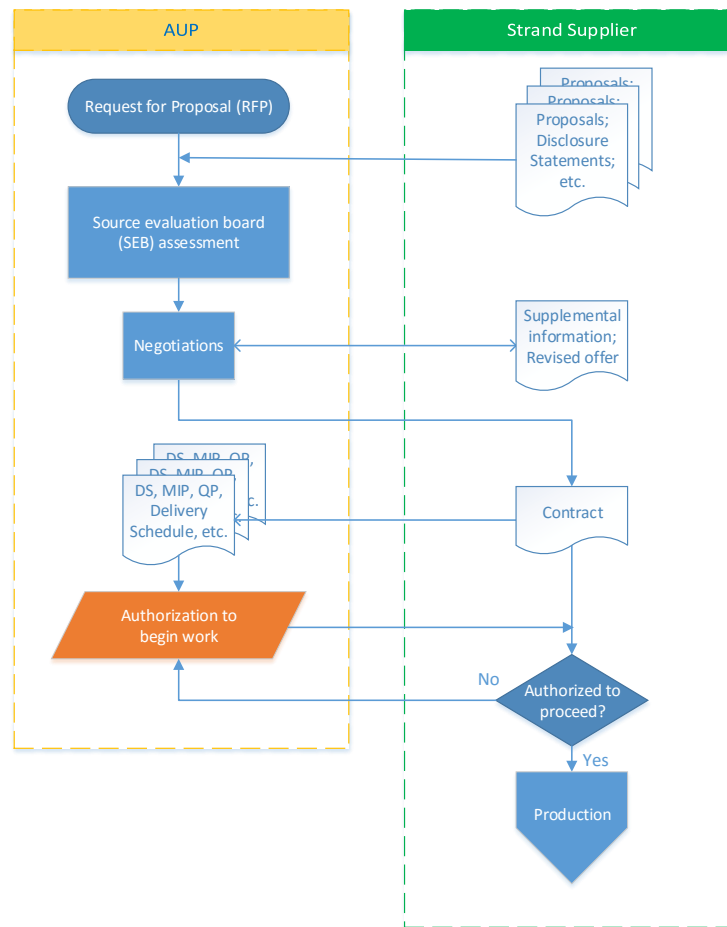 AUP
Strand Supplier
Request for Proposal (RFP)
Proposals;
Proposals;
Proposals;
Disclosure
Statements;
etc.
Source evaluation board
(SEB) assessment
Negotiations
Supplemental
information;
Revised offer
DS, MIP, QP,
DS, MIP, QP,
c.
DS, MIP, QP,
Delivery
Schedule, etc.
Contract
Authorization to
begin work
No
Authorized to
proceed?
Yes
Production